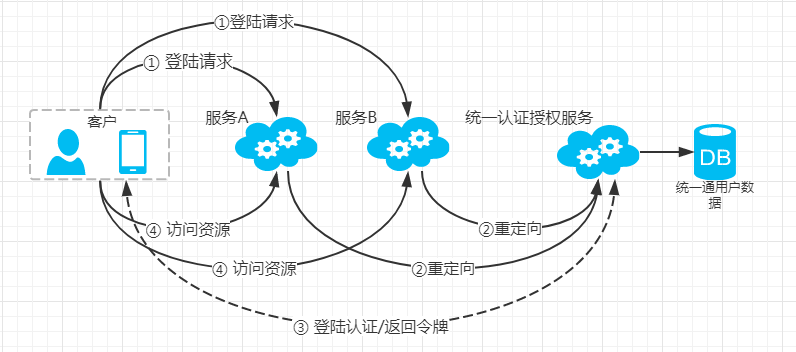 ①登陆请求
① 登陆请求
客户
服务A
服务B
统一认证授权服务
DB
统一通用户数
据
④ 访问资源
②重定向
④ 访问资源
②重定向
③ 登陆认证/返回令牌